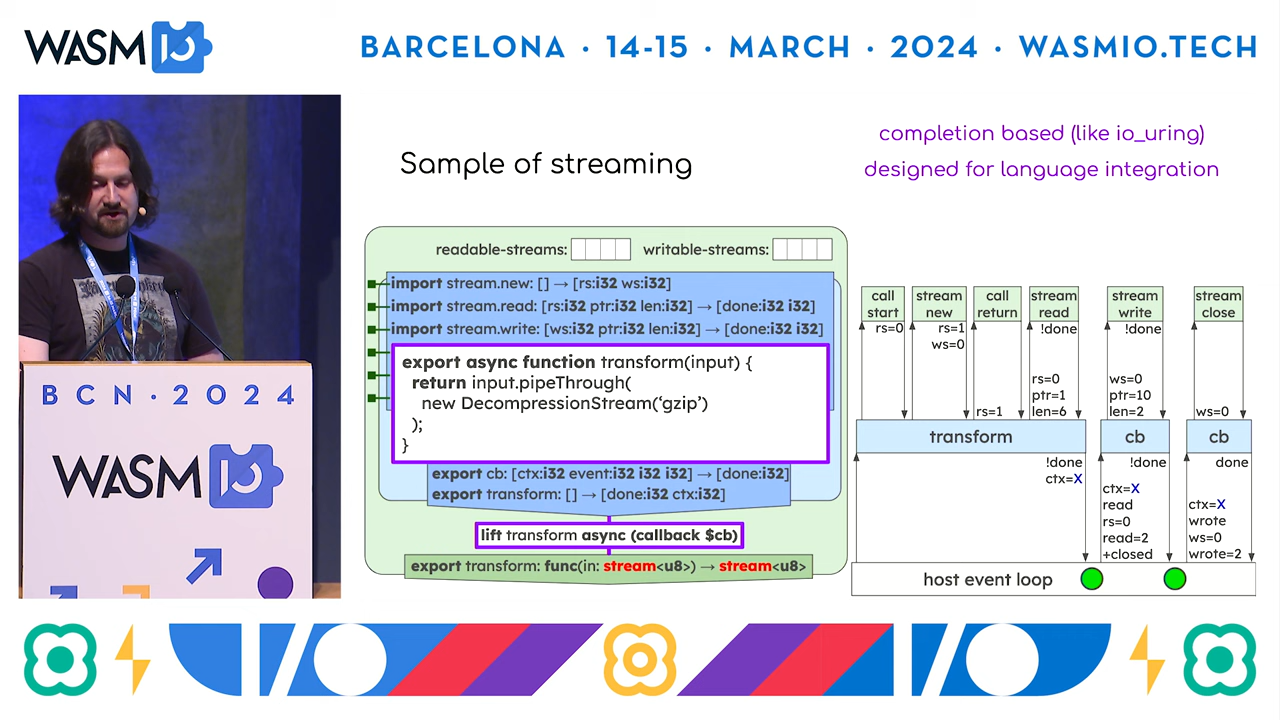 WASM IO
BARCELONA · 14-15 · MARCH · 2024 · WASMIO.TECH
completion based (like io_uring)
designed for language integration
Sample of streaming
readable-streams: writable-streams:
import stream.new: [] → [rs:i32 ws:i32]
import stream.read: [rs:i32 ptr:i32 len:i32] → [done:i32 i32]
import stream.write: [ws:i32 ptr:i32 len:i32] → [done:i32 i32]
export async function transform(input) {
return input.pipeThrough(
new DecompressionStream(‘gzip’)
);
}
export cb: [ctx:i32 event:i32 i32 i32] → [done:i32]
export transform: [] → [done:i32 ctx:i32]
lift transform async (callback $cb)
export transform: func(in: stream<u8>) → stream<u8>
call
start
stream
new
call
return
stream
read
stream
write
stream
close
rs=0
rs=1
ws=0
rs=1
!done
rs=0
ptr=1
len=6
!done
ws=0
ptr=10
len=2
ws=0
transform
cb
cb
!done
ctx=X
!done
ctx=X
read
rs=0
read=2
+closed
done
ctx=X
wrote
ws=0
wrote=2
host event loop
BCN·2024
WASM IO